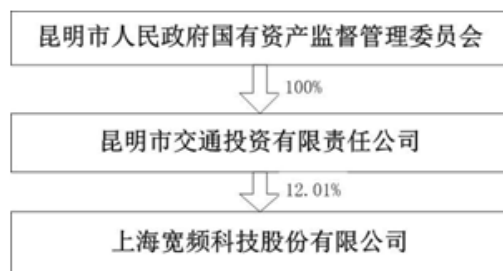 昆明市人民政府国有资产监督管理委员会
100%
昆明市交通投资有限责任公司
12.01%
上海宽频科技股份有限公司